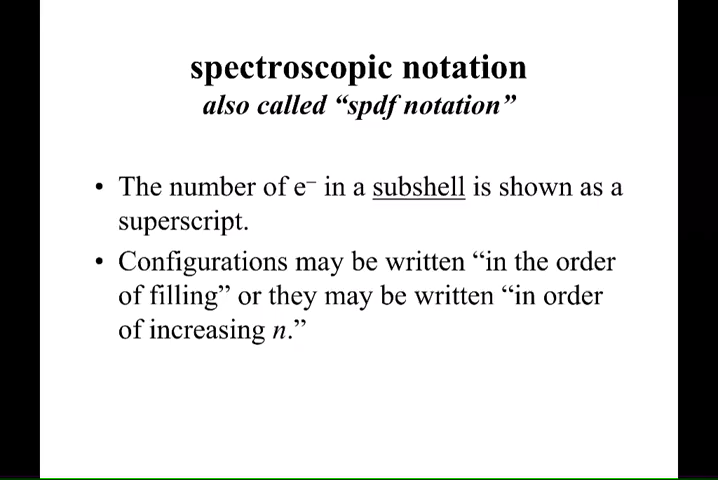 spectroscopic notation
also called “spdf notation”
• The number of e⁻ in a subshell is shown as a
superscript.
• Configurations may be written “in the order
of filling” or they may be written “in order
of increasing n.”